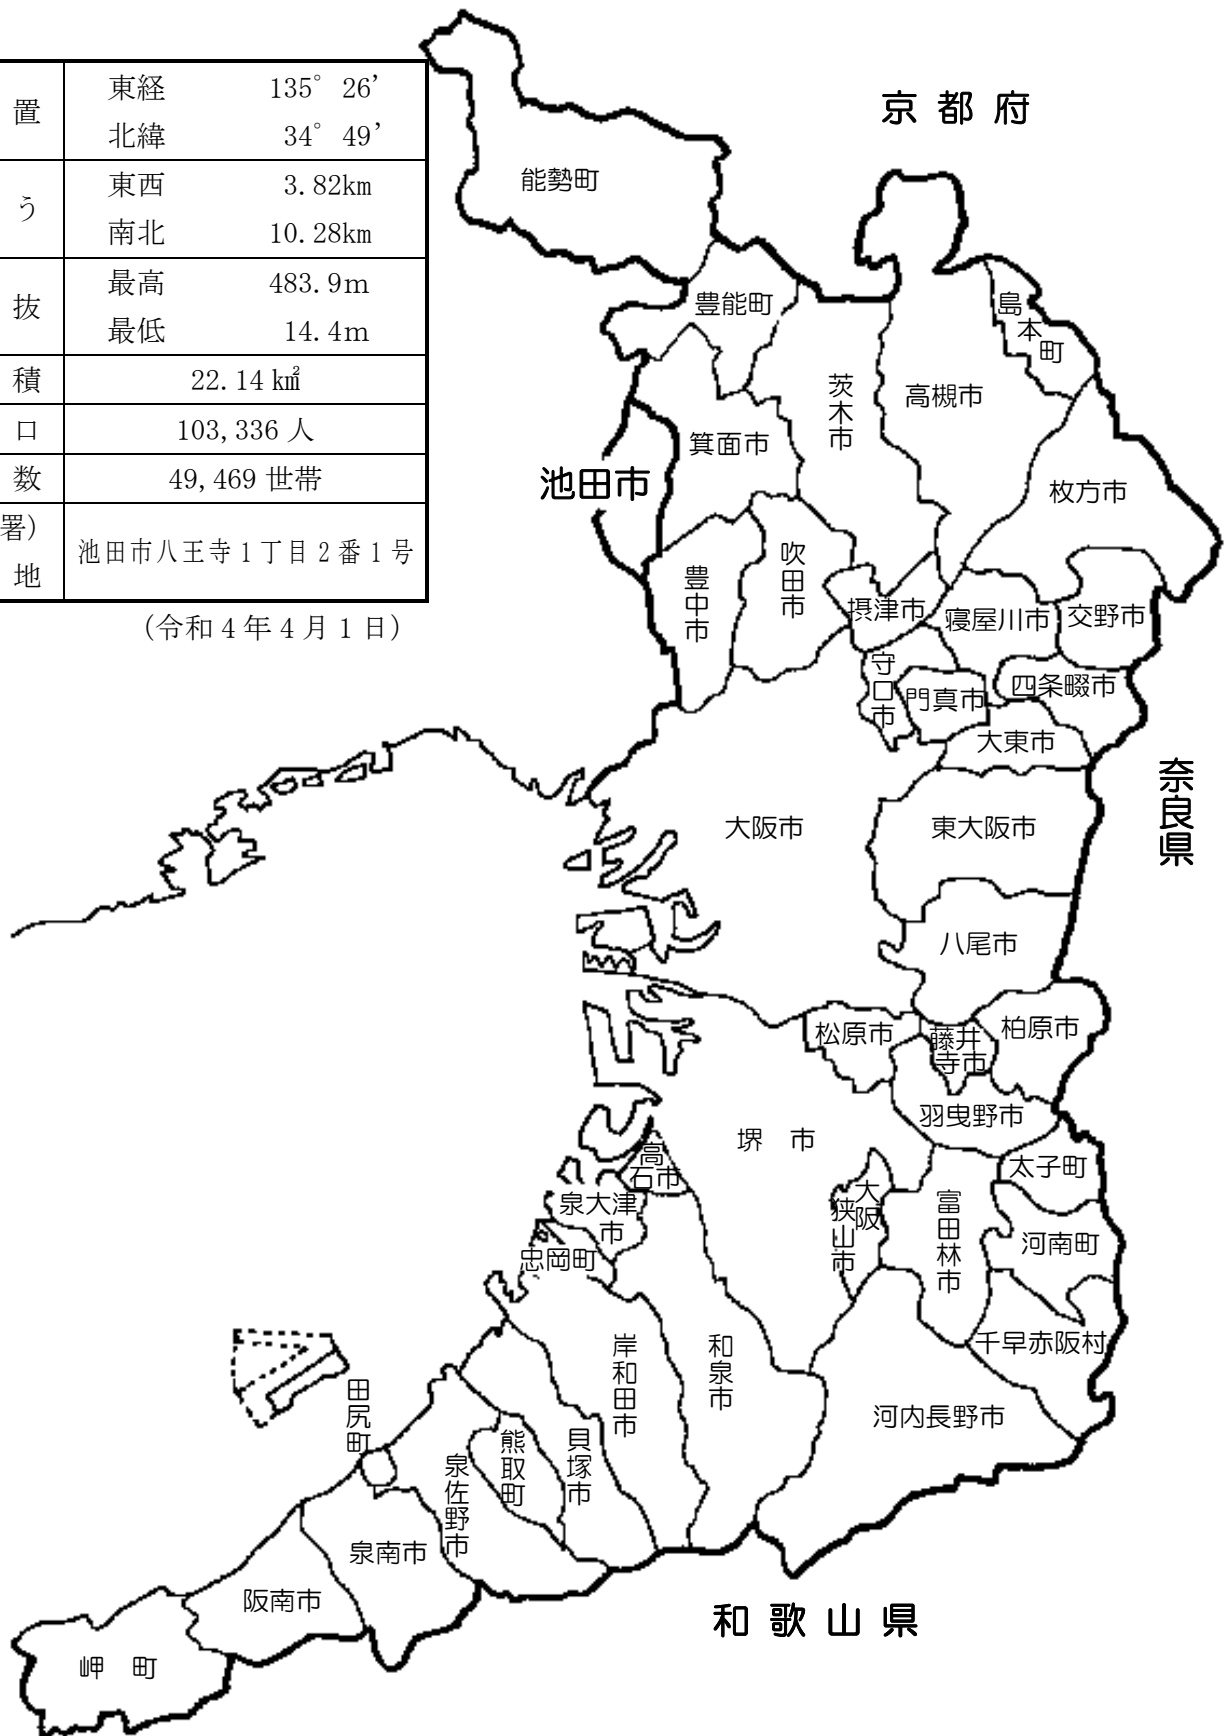 置
東経 135° 26’
北緯 34° 49’
う
東西 3.82km
南北 10.28km
抜
最高 483.9m
最低 14.4m
積
22.14㎢
口
103,336人
数
49,469世帯
署)
地
池田市八王寺1丁目2番1号
(令和4年4月1日)
京都府
能勢町
豊能町
島本町
茨木市
高槻市
箕面市
池田市
枚方市
吹田市
豊中市
摂津市
寝屋川市
交野市
守口市
門真市
四条畷市
大東市
奈良県
大阪市
東大阪市
八尾市
松原市
藤井
寺市
柏原市
羽曳野市
堺 市
高
石市
太子町
泉大津
市
大阪
狭山市
富田林市
河南町
忠岡町
千早赤阪村
岸和田市
和泉市
田尻町
河内長野市
貝塚市
熊取町
泉佐野市
泉南市
阪南市
和歌山県
岬 町